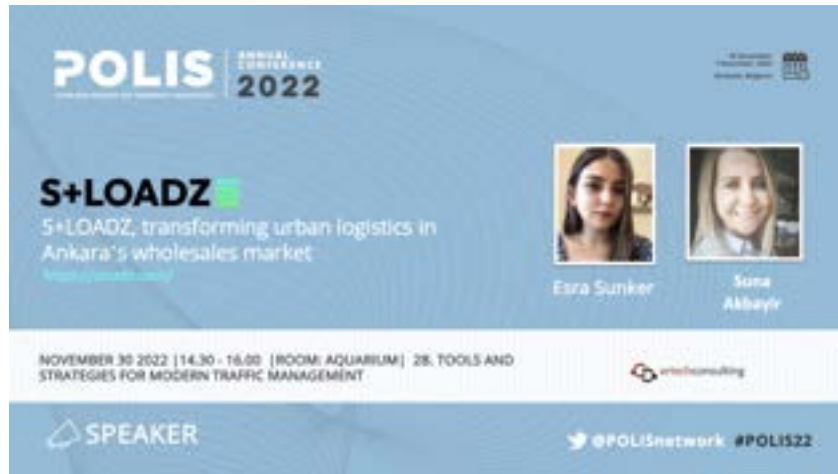 POLIS
ANNUAL
CONFERENCE
2022
S+LOADZ
S+LOADZ, transforming urban logistics in
Ankara's wholesales market
Esra Sunker
Suna
Akbayir
NOVEMBER 30 2022 |14.30 - 16.00 |ROOM: AQUARIUM| 28. TOOLS AND
STRATEGIES FOR MODERN TRAFFIC MANAGEMENT
SPEAKER
@POLISnetwork #POLIS22